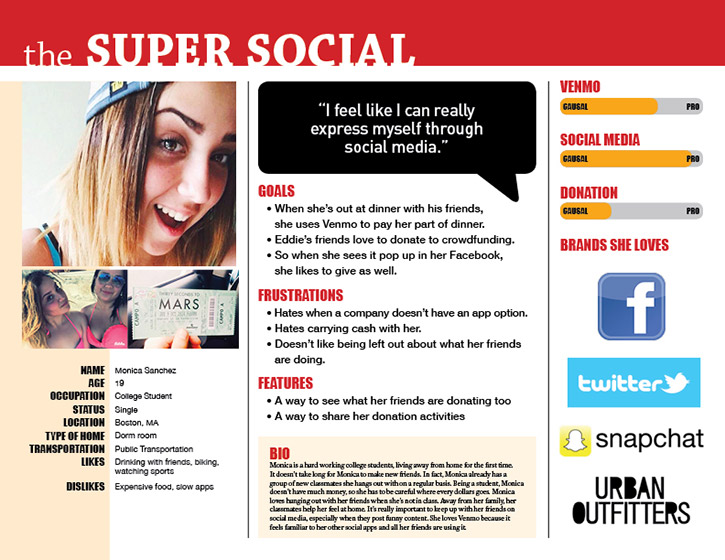 the SUPER SOCIAL
"I feel like I can really
express myself through
social media."
GOALS
• When she's out at dinner with his friends,
she uses Venmo to pay her part of dinner.
• Eddie's friends love to donate to crowdfunding.
• So when she sees it pop up in her Facebook,
she likes to give as well.
FRUSTRATIONS
• Hates when a company doesn't have an app option.
• Hates carrying cash with her.
• Doesn't like being left out about what her friends
are doing.
FEATURES
• A way to see what her friends are donating too
• A way to share her donation activities
BIO
Monica is a hard working college students, living away from home for the first time.
It doesn't take long for Monica to make new friends. In fact, Monica already has a
group of new classmates she hangs out with on a regular basis. Being a student, Monica
doesn't have much money, so she has to be careful where every dollars goes. Monica
loves hanging out with her friends when she's not in class. Away from her family, her
classmates help her feel at home. It's really important to keep up with her friends on
social media, especially when they post funny content. She loves Venmo because it
feels familiar to her other social apps and all her friends are using it.
MARS
CAMPO A
CAMPO A
NAME Monica Sanchez
AGE 19
OCCUPATION College Student
STATUS Single
LOCATION Boston, MA
TYPE OF HOME Dorm room
TRANSPORTATION Public Transportation
LIKES Drinking with friends, biking,
watching sports
DISLIKES Expensive food, slow apps
VENMO
CAUSAL PRO
SOCIAL MEDIA
CAUSAL PRO
DONATION
CAUSAL PRO
BRANDS SHE LOVES
f
twitter
snapchat
URBAN
OUTFITTERS